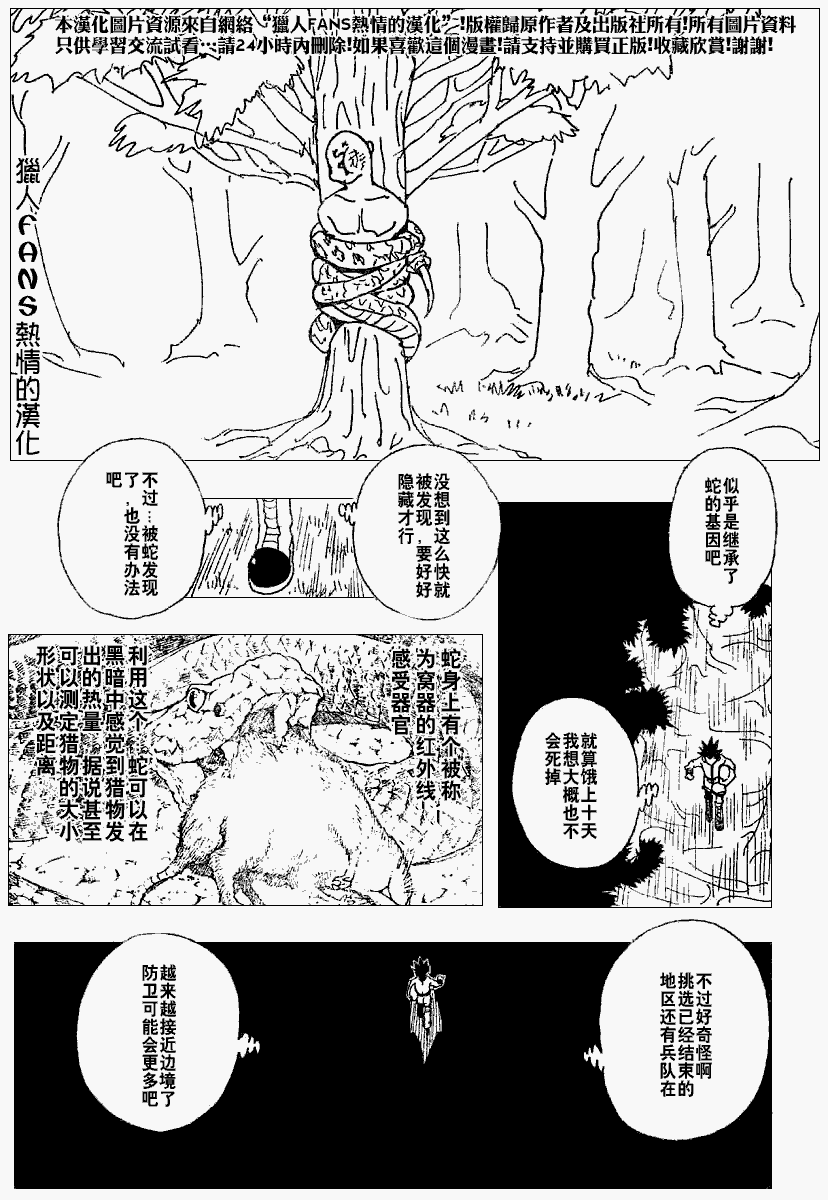 本漢化圖片資源來自網絡“獵人FANS熱情的漢化”!版權歸原作者及出版社所有!所有圖片資料
只供學習交流試看…請24小時內刪除!如果喜歡這個漫畫!請支持並購買正版!收藏欣賞!謝謝!
獵人FANS熱情的漢化
似乎是继承了
蛇的基因吧
没想到这么快就
被发现,要好好
隐藏才行
不过…被蛇发现
了,也没有办法
吧
就算饿上十天
我想大概也不
会死掉
蛇身上有个被称
为窝器的红外线
感受器官
利用这个 蛇可以在
黑暗中感觉到猎物发
出的热量 据说甚至
可以测定猎物的大小
形状以及距离
不过好奇怪啊
挑选已经结束的
地区还有兵队在
越来越接近边境了
防卫可能会更多吧